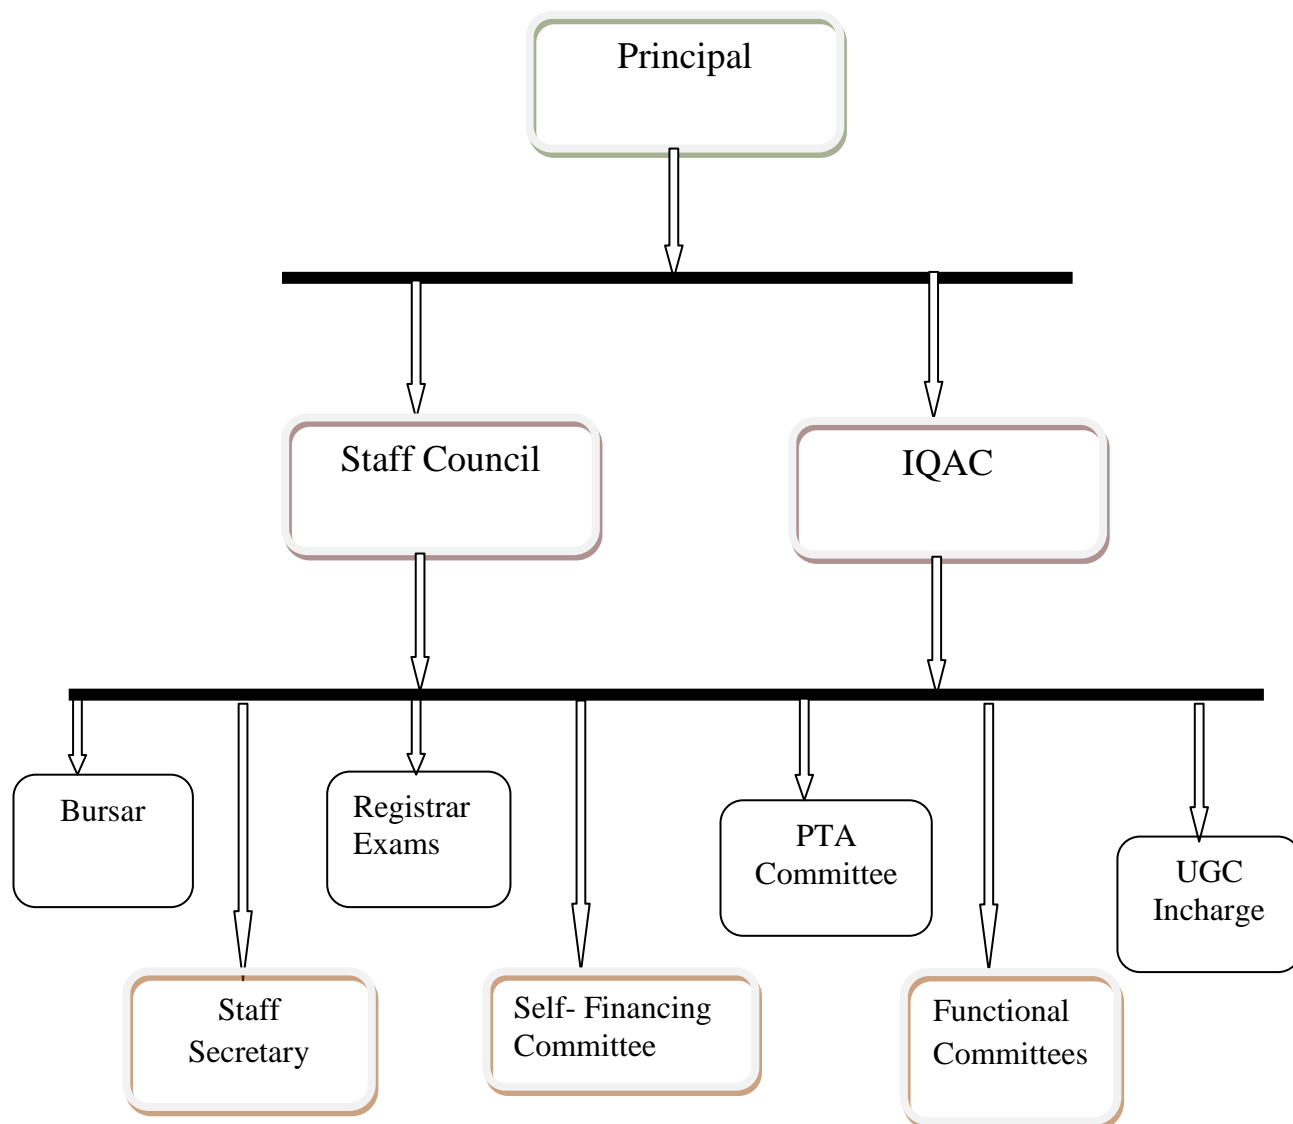 Principal
Staff Council
IQAC
Bursar
Registrar
Exams
PTA
Committee
UGC
Incharge
Staff
Secretary
Self- Financing
Committee
Functional
Committees